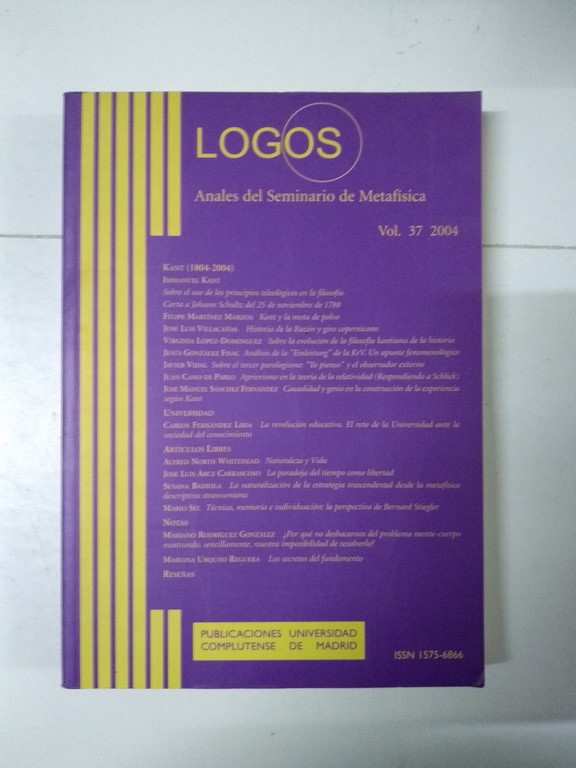 LOGOS
Anales del Seminario de Metafísica
Vol. 37 2004
KANT (1804-2004)
IMMANUEL KANT
Sobre el uso de los principios teleológicos en la filosofía
Carta a Johann Schultz del 25 de noviembre de 1788
FELIPE MARTÍNEZ MARZOA Kant y la mota de polvo
JOSÉ LUIS VILLACAÑAS Historia de la Razón y giro copernicano
VIRGINIA LÓPEZ-DOMÍNGUEZ Sobre la evolución de la filosofía kantiana de la historia
JESÚS GONZÁLEZ FISAC Análisis de la "Einleitung" de la KrV. Un apunte fenomenológico
JAVIER VIDAL Sobre el tercer paralogismo: "Yo pienso" y el observador externo
JUAN CANO DE PABLO Apriorismo en la teoría de la relatividad (Respondiendo a Schlick)
JOSÉ MANUEL SÁNCHEZ FERNÁNDEZ Causalidad y genio en la construcción de la experiencia
según Kant
UNIVERSIDAD
CARLOS FERNÁNDEZ LIRIA La revolución educativa. El reto de la Universidad ante la
sociedad del conocimiento
ARTÍCULOS LIBRES
ALFRED NORTH WHITEHEAD Naturaleza y Vida
JOSÉ LUIS ARCE CARRASCOSO La paradoja del tiempo como libertad
SUSANA BADIOLA La naturalización de la estrategia trascendental desde la metafísica
descriptiva strawsoniana
MARIO SEI Técnica, memoria e individuación: la perspectiva de Bernard Stiegler
NOTAS
MARIANO RODRÍGUEZ GONZÁLEZ ¿Por qué no deshacernos del problema mente-cuerpo
mostrando, sencillamente, nuestra imposibilidad de resolverlo?
MARIANA URQUIJO REGUERA Los secretos del fundamento
RESEÑAS
PUBLICACIONES UNIVERSIDAD
COMPLUTENSE DE MADRID
ISSN 1575-6866